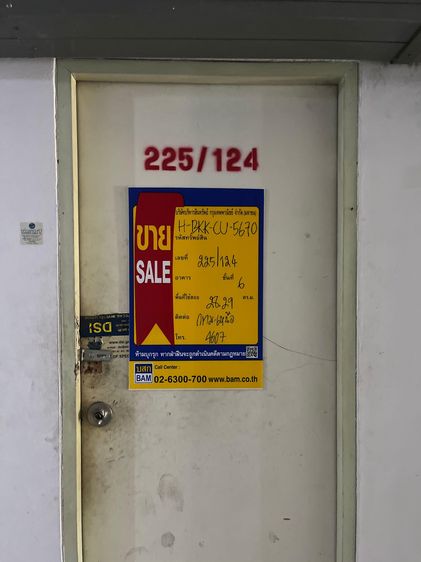 225/124
บริษัทบริหารสินทรัพย์ กรุงเทพพาณิชย์ จำกัด (มหาชน)
ขาย
SALE
H-BKK-CU-5670
รหัสทรัพย์สิน
เลขที่ 225/124
อาคาร ชั้นที่ 6
พื้นที่ใช้สอย 28.29 ตร.ม.
ติดต่อ
โทร. 4607
ห้ามบุกรุก หากฝ่าฝืนจะถูกดำเนินคดีตามกฎหมาย
บสก
BAM
Call Center :
02-6300-700 www.bam.co.th
DSI